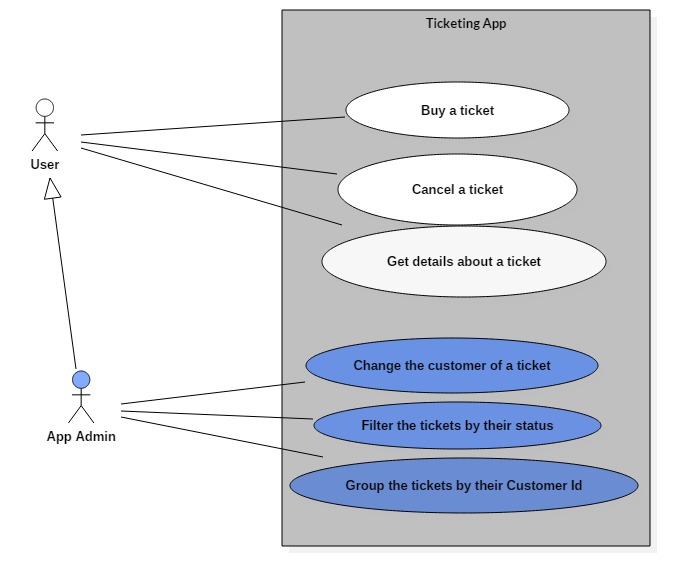 Ticketing App
Buy a ticket
User
Cancel a ticket
Get details about a ticket
Change the customer of a ticket
App Admin
Filter the tickets by their status
Group the tickets by their Customer Id